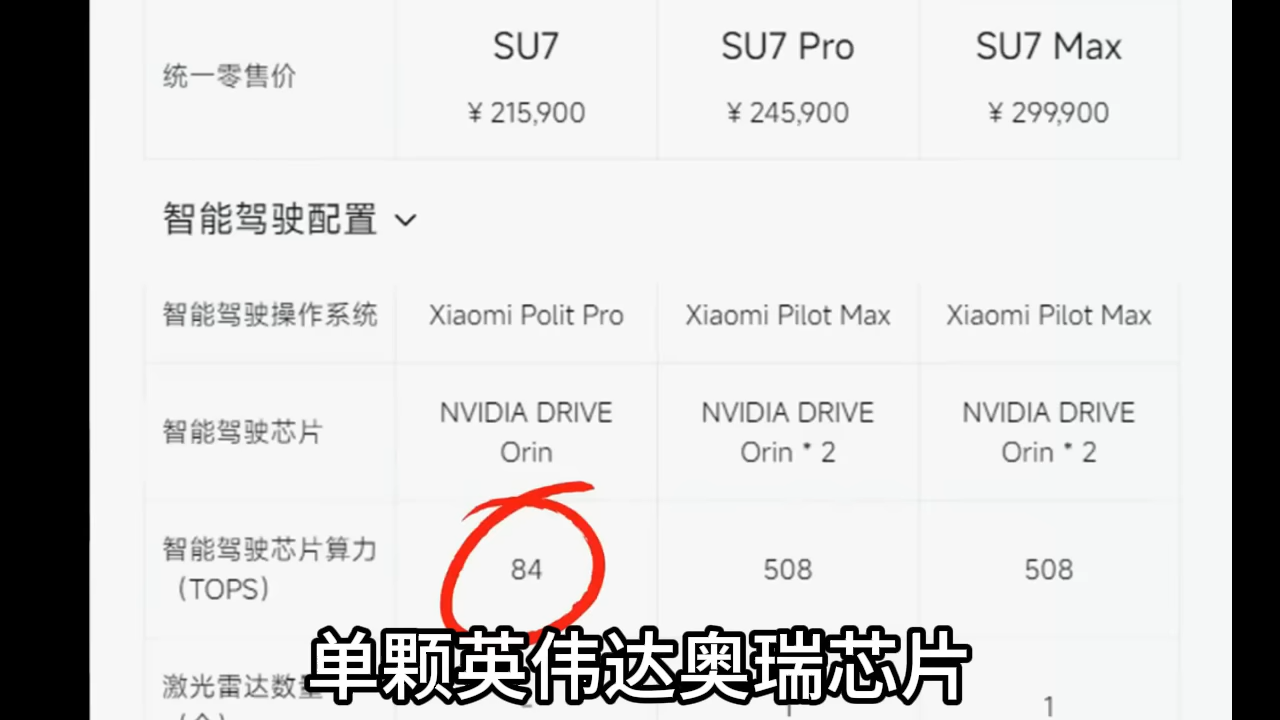 SU7
SU7 Pro
SU7 Max
统一零售价
¥ 215,900
¥ 245,900
¥ 299,900
智能驾驶配置
智能驾驶操作系统
Xiaomi Polit Pro
Xiaomi Pilot Max
Xiaomi Pilot Max
智能驾驶芯片
NVIDIA DRIVE
Orin
NVIDIA DRIVE
Orin * 2
NVIDIA DRIVE
Orin * 2
智能驾驶芯片算力
（TOPS）
84
508
508
激光雷达数量
1
1
单颗英伟达奥瑞芯片